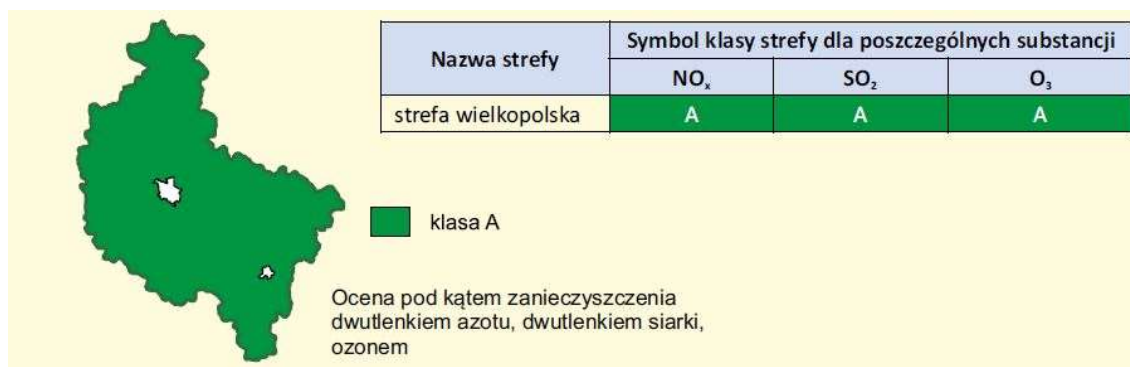 Nazwa strefy
Symbol klasy strefy dla poszczególnych substancji
NOₓ SO₂ O₃
strefa wielkopolska A A A
klasa A
Ocena pod kątem zanieczyszczenia
dwutlenkiem azotu, dwutlenkiem siarki,
ozonem